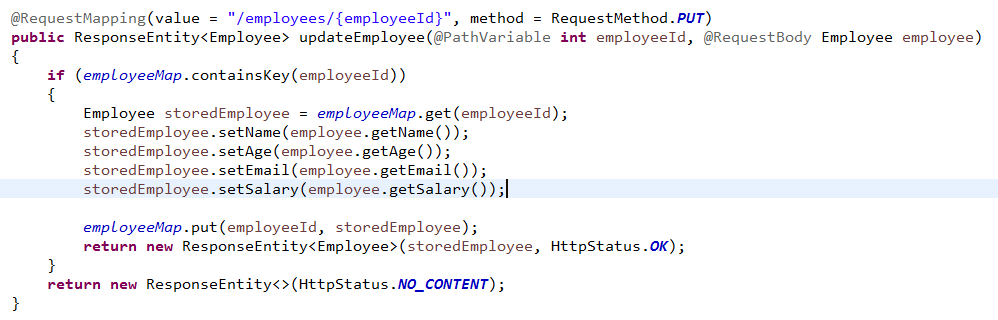 @RequestMapping(value = "/employees/{employeeId}", method = RequestMethod.PUT)
public ResponseEntity<Employee> updateEmployee(@PathVariable int employeeId, @RequestBody Employee employee)
{
    if (employeeMap.containsKey(employeeId))
    {
        Employee storedEmployee = employeeMap.get(employeeId);
        storedEmployee.setName(employee.getName());
        storedEmployee.setAge(employee.getAge());
        storedEmployee.setEmail(employee.getEmail());
        storedEmployee.setSalary(employee.getSalary());
        employeeMap.put(employeeId, storedEmployee);
        return new ResponseEntity<Employee>(storedEmployee, HttpStatus.OK);
    }
    return new ResponseEntity<>(HttpStatus.NO_CONTENT);
}